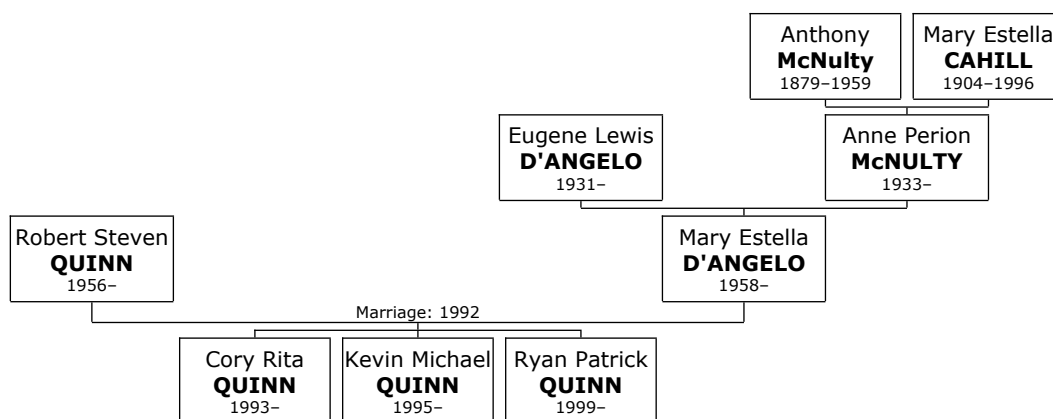 Anthony
McNulty
1879–1959
Mary Estella
CAHILL
1904–1996
Eugene Lewis
D'ANGELO
1931–
Anne Perion
McNULTY
1933–
Robert Steven
QUINN
1956–
Mary Estella
D'ANGELO
1958–
Marriage: 1992
Cory Rita
QUINN
1993–
Kevin Michael
QUINN
1995–
Ryan Patrick
QUINN
1999–